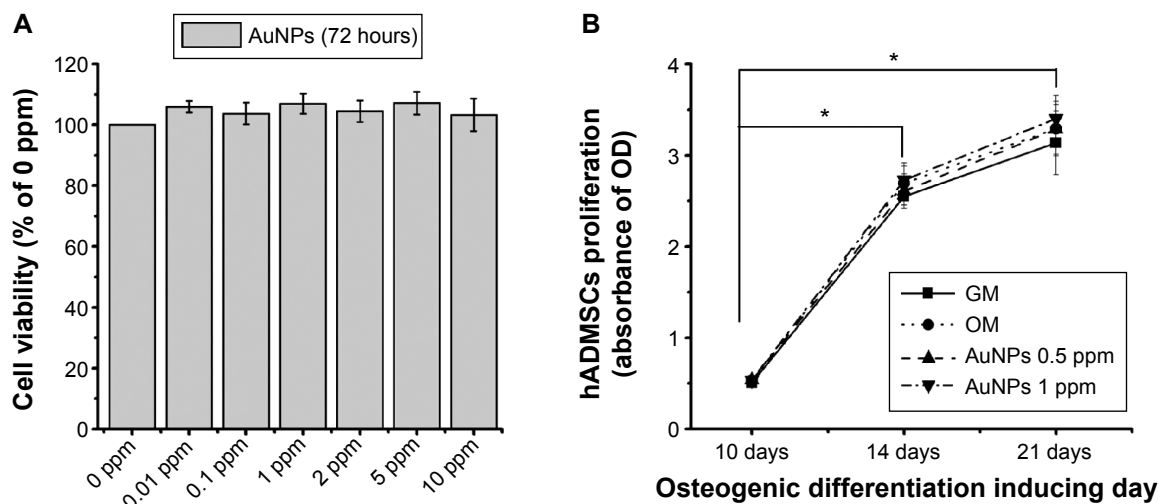 A
AuNPs (72 hours)
Cell viability (% of 0 ppm)
120
100
80
60
40
20
0
0 ppm
0.01 ppm
0.1 ppm
1 ppm
2 ppm
5 ppm
10 ppm
B
hADMSCs proliferation
(absorbance of OD)
4
3
2
1
0
*
*
GM
OM
AuNPs 0.5 ppm
AuNPs 1 ppm
10 days
14 days
21 days
Osteogenic differentiation inducing day